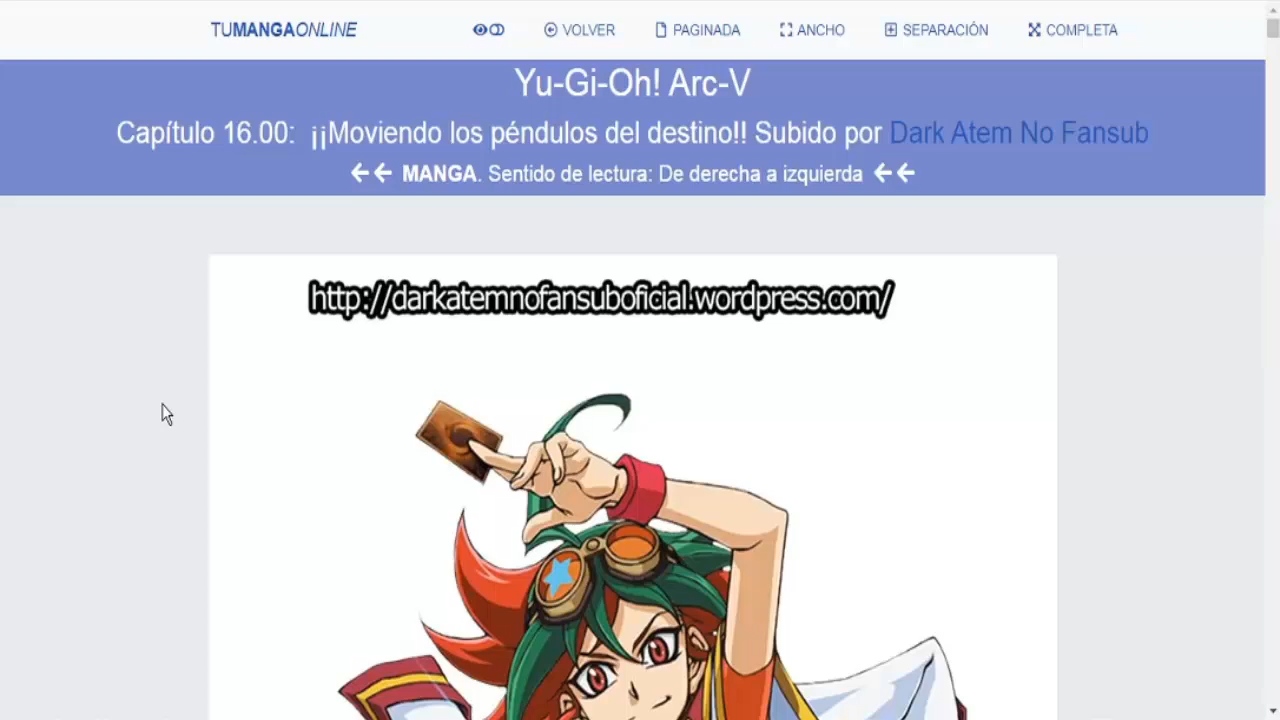 TUMANGAONLINE VOLVER PAGINADA ANCHO SEPARACIÓN COMPLETA
Yu-Gi-Oh! Arc-V
Capítulo 16.00: ¡¡Moviendo los péndulos del destino!! Subido por Dark Atem No Fansub
MANGA. Sentido de lectura: De derecha a izquierda
http://darkatemnofansuboficial.wordpress.com/